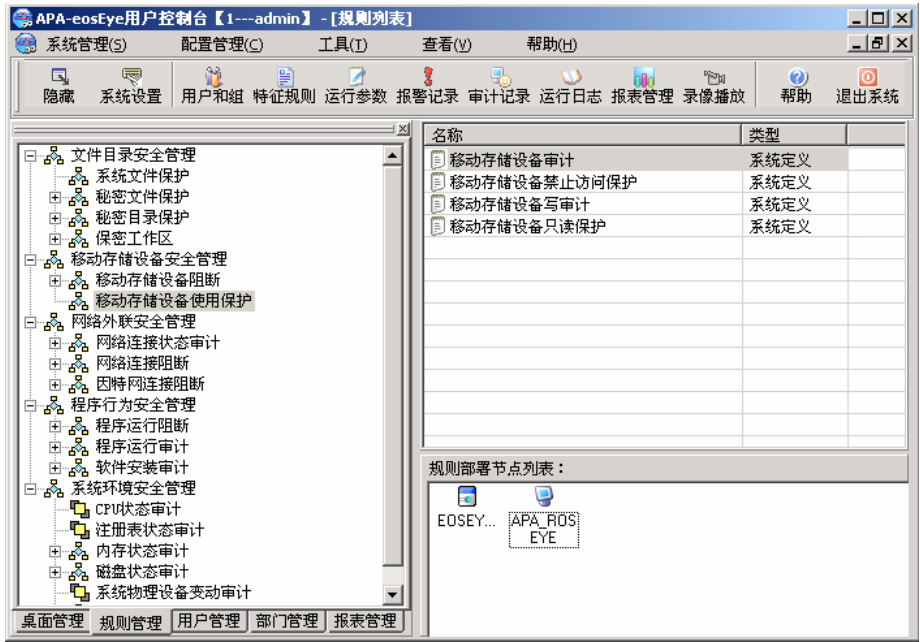 APA-eosEye用户控制台【1---admin】 - [规则列表]
系统管理(S) 配置管理(C) 工具(T) 查看(V) 帮助(H)
隐藏 系统设置 用户和组 特征规则 运行参数 报警记录 审计记录 运行日志 报表管理 录像播放 帮助 退出系统
文件目录安全管理
系统文件保护
秘密文件保护
秘密目录保护
保密工作区
移动存储设备安全管理
移动存储设备阻断
移动存储设备使用保护
网络外联安全管理
网络连接状态审计
网络连接阻断
因特网连接阻断
程序行为安全管理
程序运行阻断
程序运行审计
软件安装审计
系统环境安全管理
CPU状态审计
注册表状态审计
内存状态审计
磁盘状态审计
系统物理设备变动审计
桌面管理 规则管理 用户管理 部门管理 报表管理
名称 类型
移动存储设备审计 系统定义
移动存储设备禁止访问保护 系统定义
移动存储设备写审计 系统定义
移动存储设备只读保护 系统定义
规则部署节点列表：
EOSEY... APA_ROS
EYE